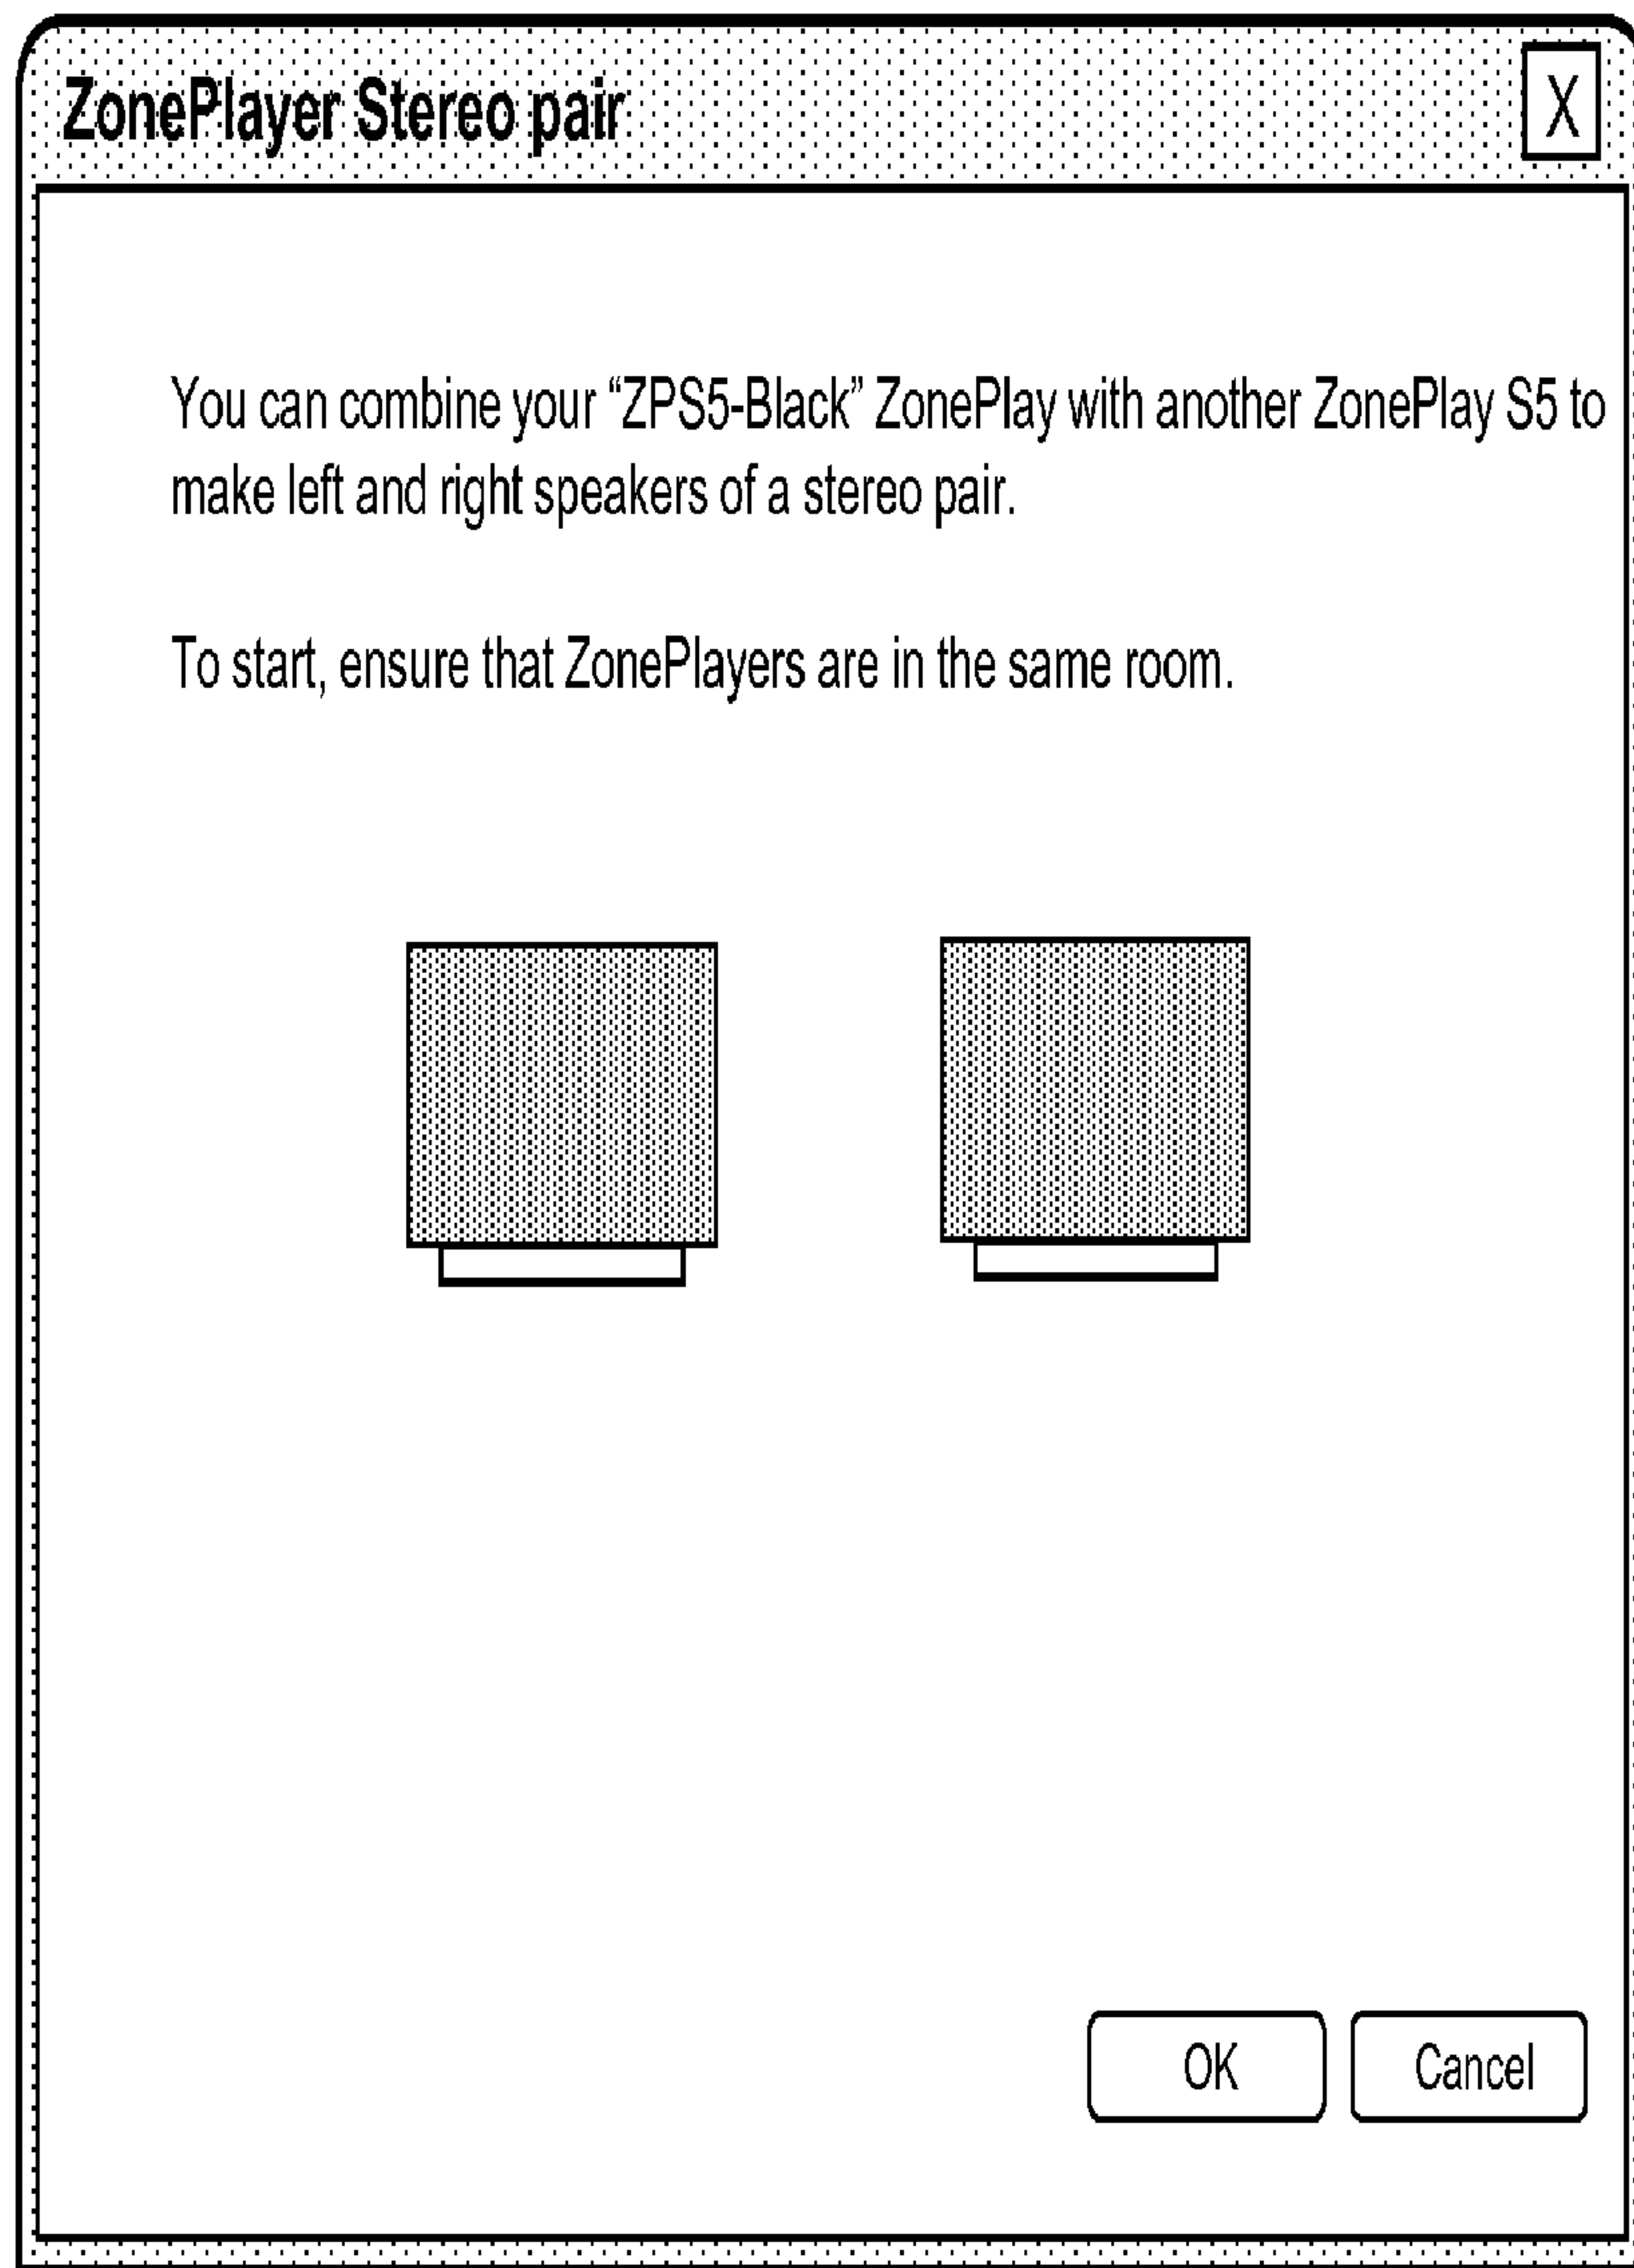 ZonePlayer Stereo pair
X
You can combine your “ZPS5-Black” ZonePlay with another ZonePlay S5 to
make left and right speakers of a stereo pair.
To start, ensure that ZonePlayers are in the same room.
OK
Cancel